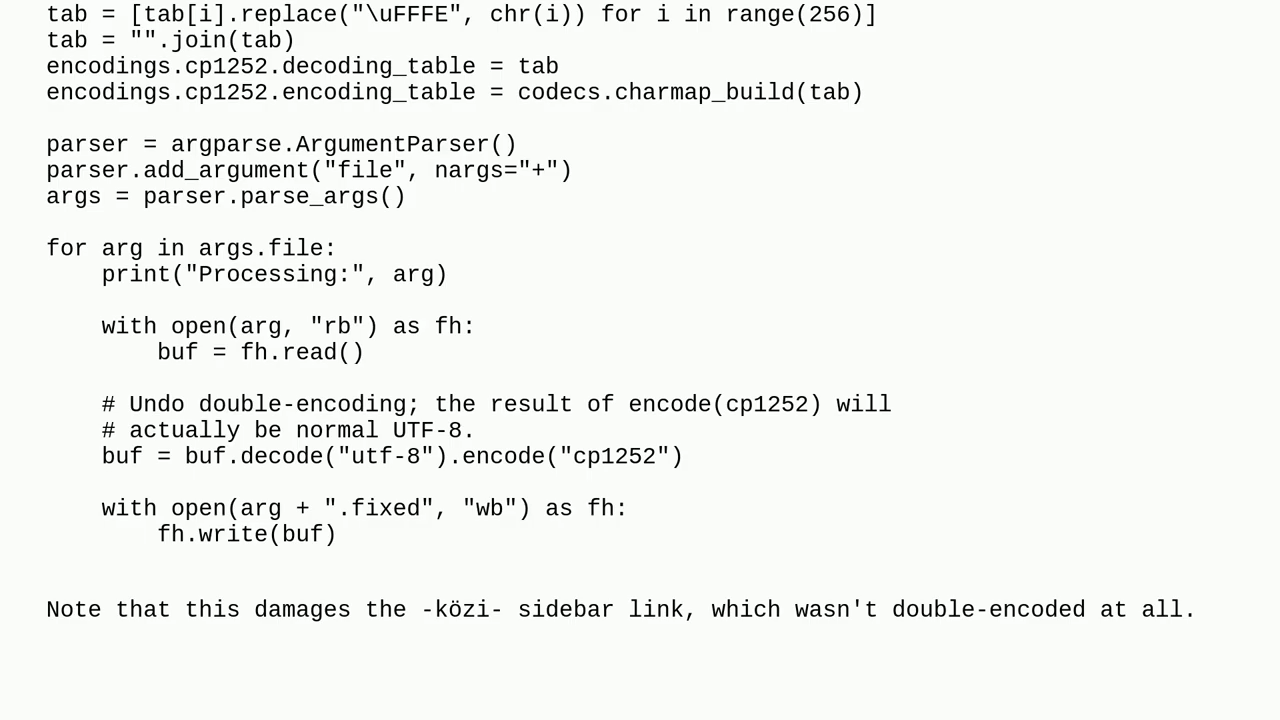 tab = [tab[i].replace("\uFFFE", chr(i)) for i in range(256)]
tab = "".join(tab)
encodings.cp1252.decoding_table = tab
encodings.cp1252.encoding_table = codecs.charmap_build(tab)

parser = argparse.ArgumentParser()
parser.add_argument("file", nargs="+")
args = parser.parse_args()

for arg in args.file:
    print("Processing:", arg)

    with open(arg, "rb") as fh:
        buf = fh.read()

    # Undo double-encoding; the result of encode(cp1252) will
    # actually be normal UTF-8.
    buf = buf.decode("utf-8").encode("cp1252")

    with open(arg + ".fixed", "wb") as fh:
        fh.write(buf)

Note that this damages the -közi- sidebar link, which wasn't double-encoded at all.